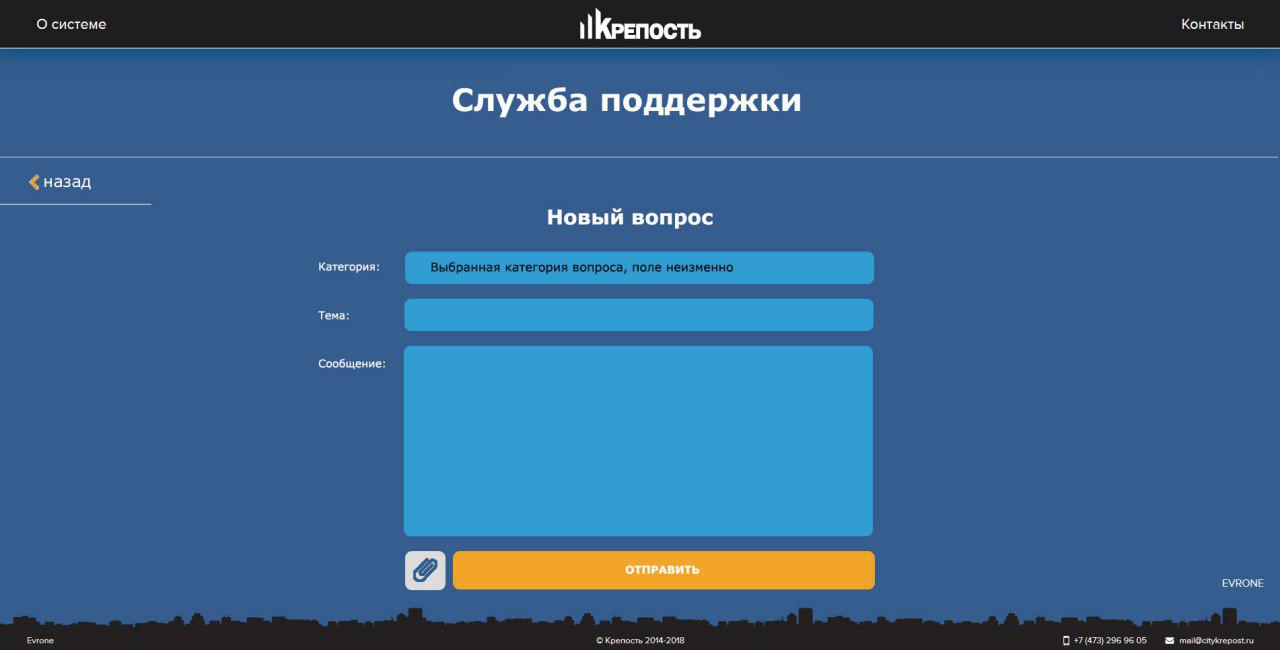 О системе
КРЕПОСТЬ
Контакты
Служба поддержки
назад
Новый вопрос
Категория:
Выбранная категория вопроса, поле неизменно
Тема:
Сообщение:
ОТПРАВИТЬ
EVRONE
Evrone
© Крепость 2014-2018
+7 (473) 296 96 05
mail@citykrepost.ru